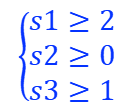 s1 ≥ 2
s2 ≥ 0
s3 ≥ 1